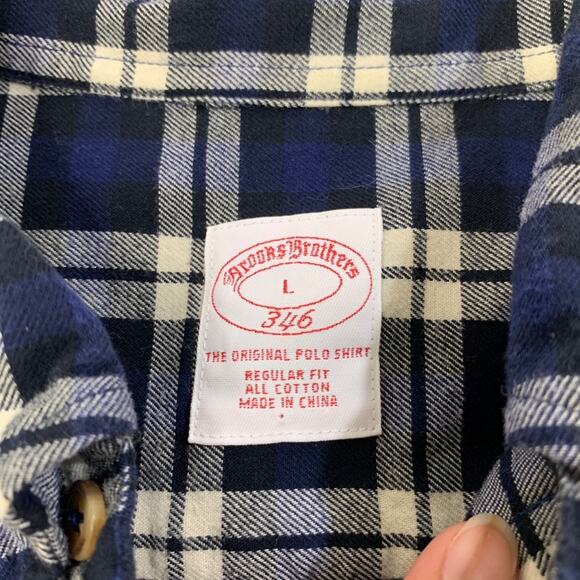 Brooks Brothers
L
346
THE ORIGINAL POLO SHIRT
REGULAR FIT
ALL COTTON
MADE IN CHINA